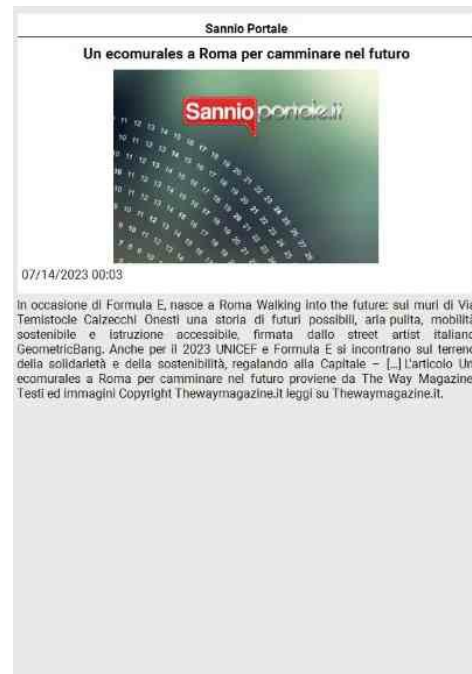 Sannio Portale
Un ecomurales a Roma per camminare nel futuro
Sannio portale.it
07/14/2023 00:03
In occasione di Formula E, nasce a Roma Walking into the future: sui muri di Via
Temistocle Calzecchi Onesti una storia di futuri possibili, aria pulita, mobilità
sostenibile e istruzione accessibile, firmata dallo street artist italiano
GeometricBang. Anche per il 2023 UNICEF e Formula E si incontrano sul terreno
della solidarietà e della sostenibilità, regalando alla Capitale – [...] L'articolo Un
ecomurales a Roma per camminare nel futuro proviene da The Way Magazine.
Testi ed immagini Copyright Thewaymagazine.it leggi su Thewaymagazine.it.